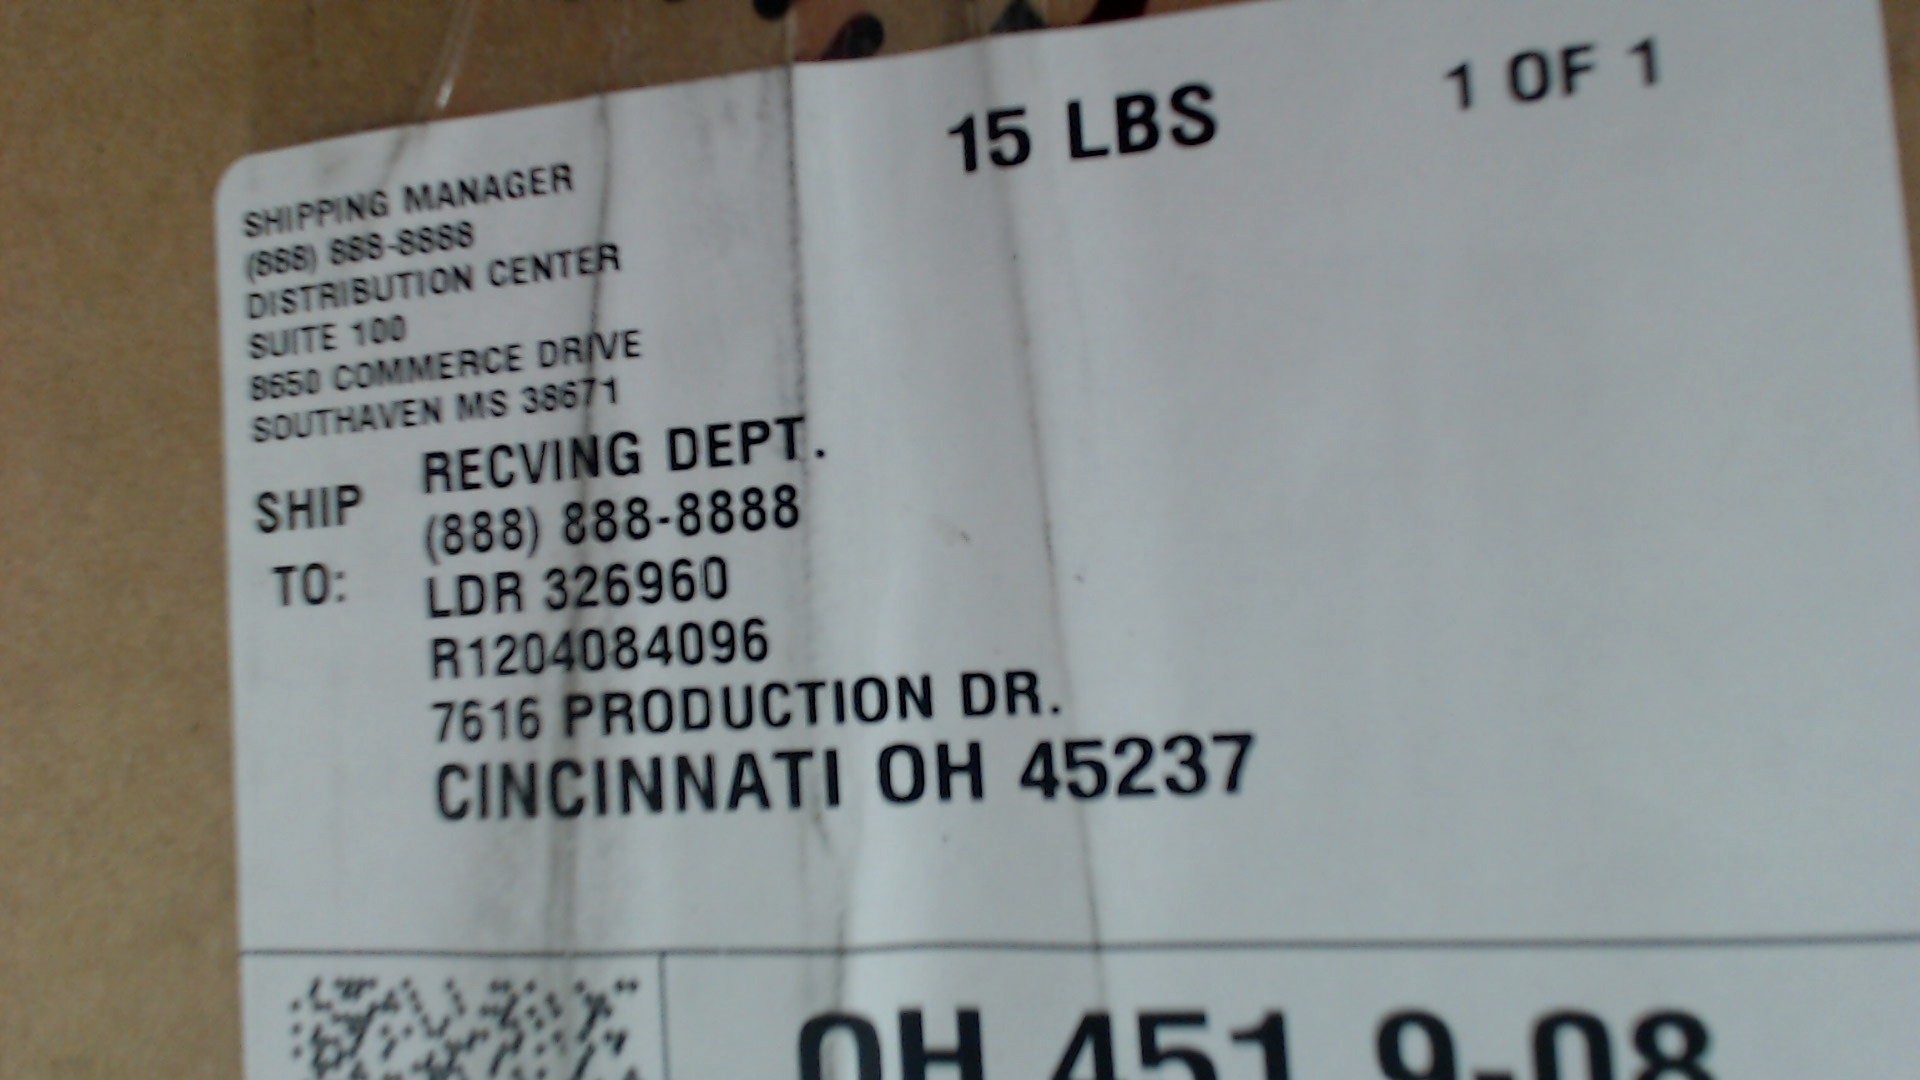 15 LBS
1 OF 1
SHIPPING MANAGER
(888) 888-8888
DISTRIBUTION CENTER
SUITE 100
8650 COMMERCE DRIVE
SOUTHAVEN MS 38671
SHIP
TO:
RECVING DEPT.
(888) 888-8888
LDR 326960
R1204084096
7616 PRODUCTION DR.
CINCINNATI OH 45237
OH 451 9-08